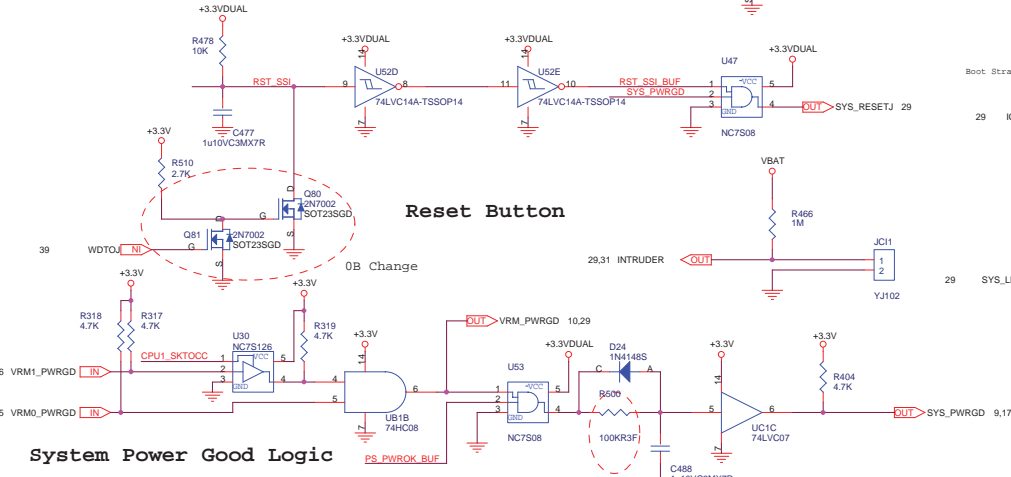 +3.3VDUAL
R478
10K
+3.3VDUAL
+3.3VDUAL
+3.3VDUAL
14
U52D
14
U52E
U47
Boot Stra
RST_SSI
9
8
11
10
RST_SSI_BUF
1
VCC
5
SYS_PWRGD
2
74LVC14A-TSSOP14
74LVC14A-TSSOP14
3
GND
4
OUT
SYS_RESETJ 29
7
7
C477
1u10VC3MX7R
NC7S08
29
+3.3V
R510
2.7K
VBAT
D
Q80
2N7002
SOT23SGD
G
S
Reset Button
R466
1M
D
Q81
2N7002
SOT23SGD
G
S
39
WDTOJ
NI
0B Change
JCI1
29,31 INTRUDER
OUT
1
2
YJ102
29
SYS_L
+3.3V
+3.3V
R318
4.7K
R317
4.7K
U30
NC7S126
R319
4.7K
OUT
VRM_PWRGD 10,29
+3.3V
+3.3VDUAL
D24
1N4148S
+3.3V
+3.3V
CPU1_SKTOCC
1
VCC
5
14
U53
C
A
14
R404
4.7K
6 VRM1_PWRGD
IN
2
3
GND
4
4
6
1
VCC
5
R500
5
VRM0_PWRGD
IN
5
2
3
GND
4
5
6
OUT
SYS_PWRGD 9,17
UB1B
74HC08
7
NC7S08
100KR3F
UC1C
74LVC07
7
System Power Good Logic
PS_PWROK_BUF
C488